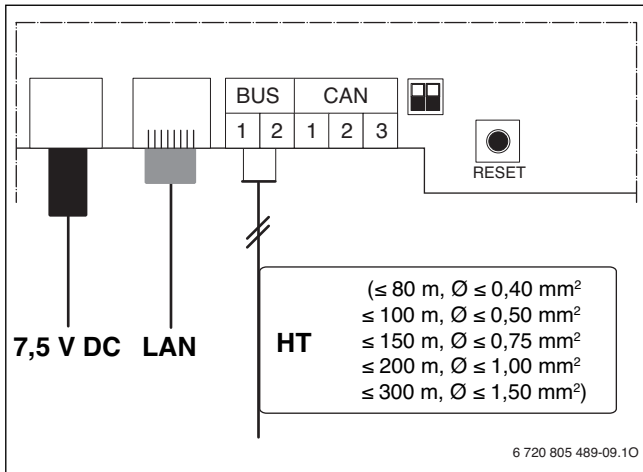 BUS CAN
1 2 1 2 3
RESET
7,5 V DC LAN
HT
(≤ 80 m, Ø ≤ 0,40 mm²
≤ 100 m, Ø ≤ 0,50 mm²
≤ 150 m, Ø ≤ 0,75 mm²
≤ 200 m, Ø ≤ 1,00 mm²
≤ 300 m, Ø ≤ 1,50 mm²)
6 720 805 489-09.1O